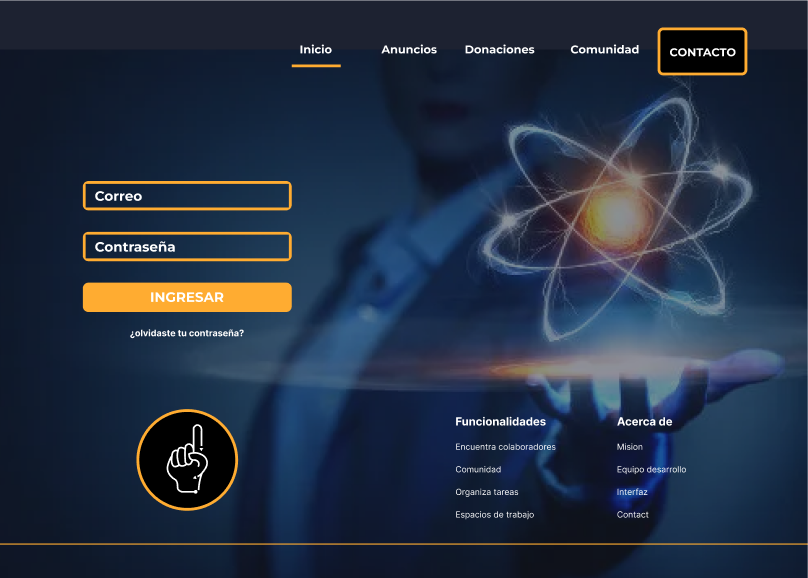 Inicio
Anuncios
Donaciones
Comunidad
CONTACTO
Correo
Contraseña
INGRESAR
¿olvidaste tu contraseña?
Funcionalidades
Encuentra colaboradores
Comunidad
Organiza tareas
Espacios de trabajo
Acerca de
Mision
Equipo desarrollo
Interfaz
Contact